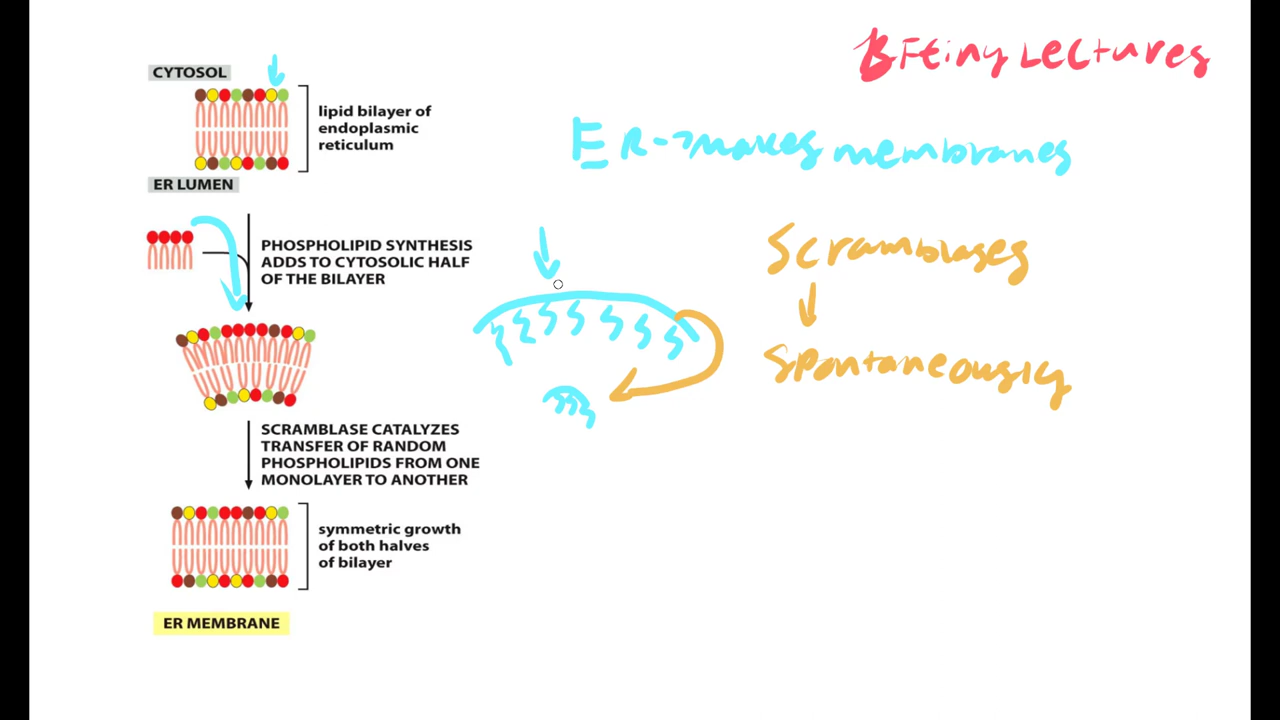 CYTOSOL
lipid bilayer of
endoplasmic
reticulum
ER LUMEN
PHOSPHOLIPID SYNTHESIS
ADDS TO CYTOSOLIC HALF
OF THE BILAYER
SCRAMBLASE CATALYZES
TRANSFER OF RANDOM
PHOSPHOLIPIDS FROM ONE
MONOLAYER TO ANOTHER
symmetric growth
of both halves
of bilayer
ER MEMBRANE
Lectures
ER→makes membranes
Scramblases
Spontaneously